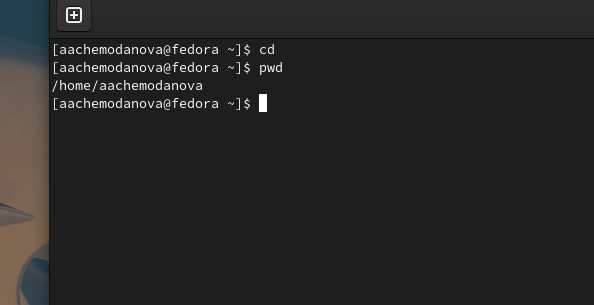 [aachemodanova@fedora ~]$ cd
[aachemodanova@fedora ~]$ pwd
/home/aachemodanova
[aachemodanova@fedora ~]$